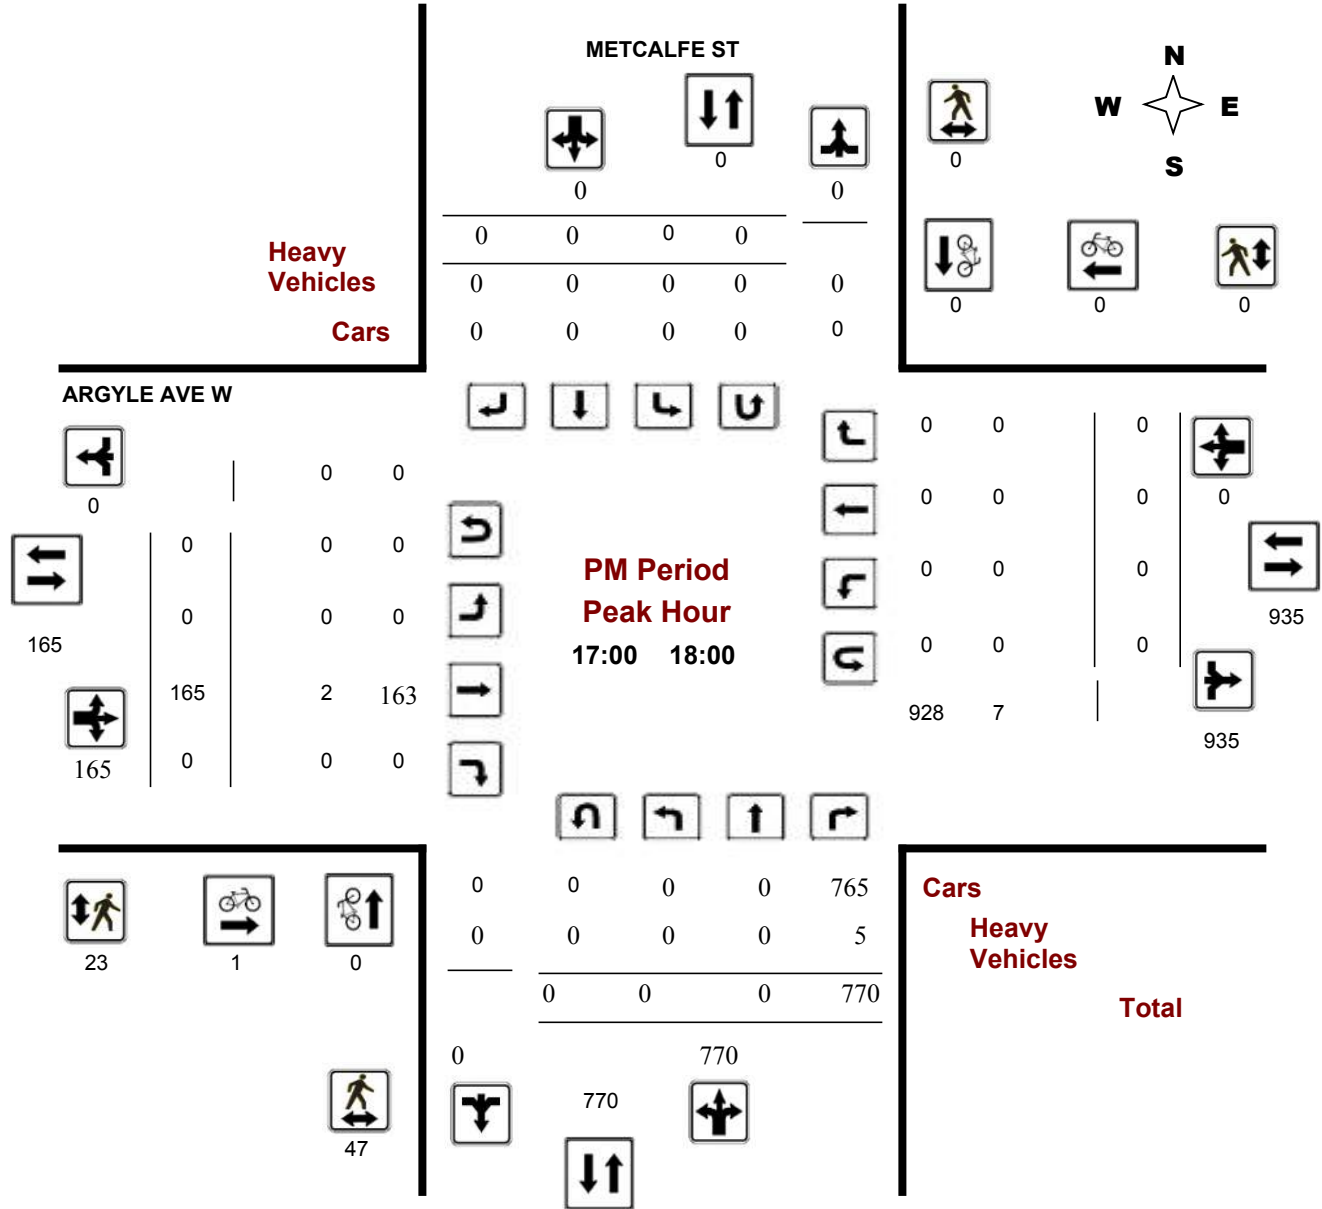 METCALFE ST
N
W E
S
0
0
0 0
0 0 0 0
Heavy
Vehicles
0 0 0 0 0
Cars
0 0 0 0 0
0 0 0
ARGYLE AVE W
0
0 0
0 0 0
0 0 0
165
165 2 163
165
0 0 0
PM Period
Peak Hour
17:00 18:00
0 0 0
0 0 0 0
0 0 0
935
0 0 0
928 7
935
0 0 0 0 765
0 0 0 0 5
0 0 0 770
0 770
770
Cars
Heavy
Vehicles
Total
23 1 0
47